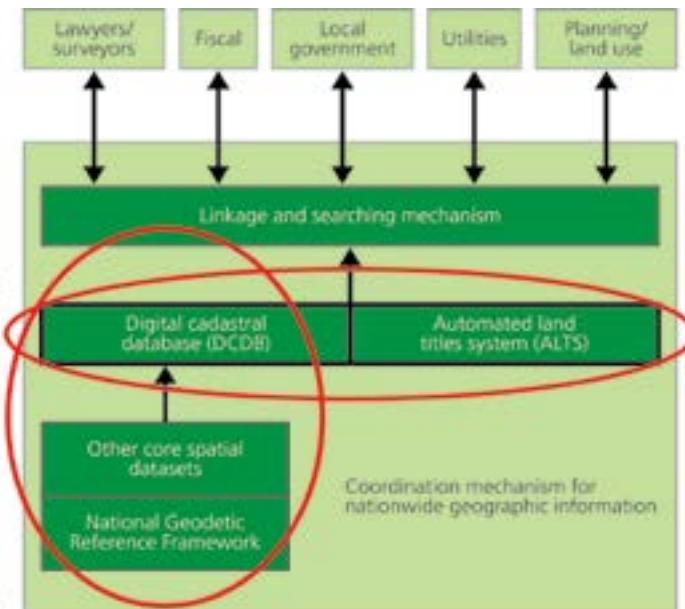 Lawyers/
surveyors
Fiscal
Local
government
Utilities
Planning/
land use
Linkage and searching mechanism
Digital cadastral
database (DCDB)
Automated land
titles system (ALTS)
Other core spatial
datasets
National Geodetic
Reference Framework
Coordination mechanism for
nationwide geographic information